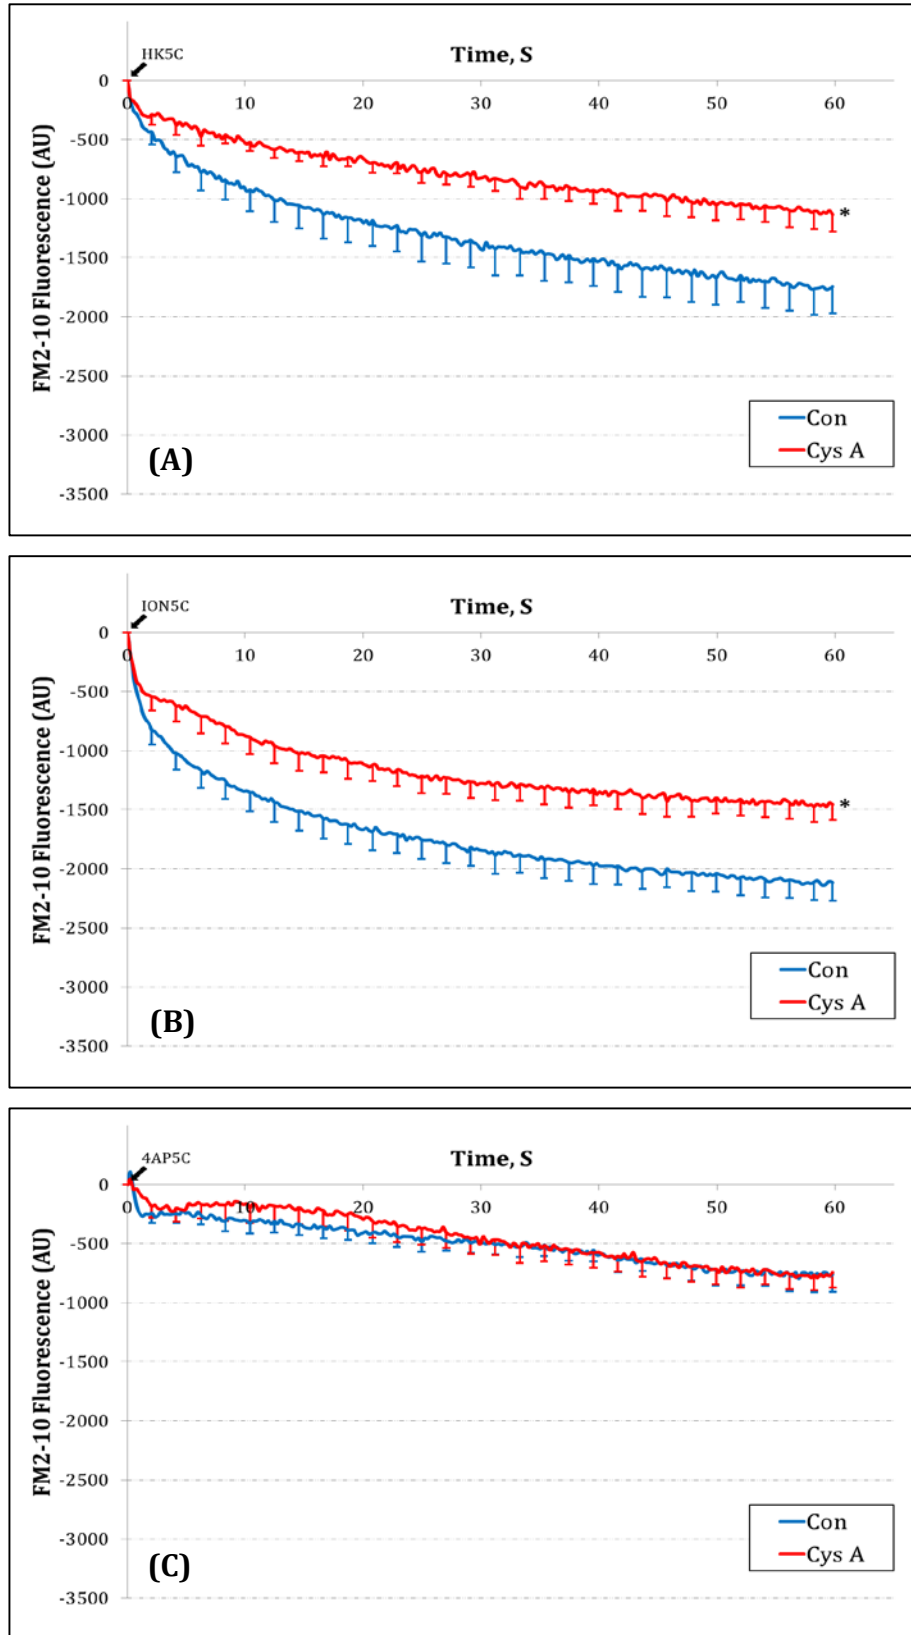 HK5C
Time, S
0
0 10 20 30 40 50 60
-500
-1000
*
-1500
-2000
-2500
-3000
-3500
FM2-10 Fluorescence (AU)
Con
Cys A
(A)
ION5C
Time, S
0
0 10 20 30 40 50 60
-500
-1000
-1500
*
-2000
-2500
-3000
-3500
FM2-10 Fluorescence (AU)
Con
Cys A
(B)
4AP5C
Time, S
0
0 10 20 30 40 50 60
-500
-1000
-1500
-2000
-2500
-3000
-3500
FM2-10 Fluorescence (AU)
Con
Cys A
(C)